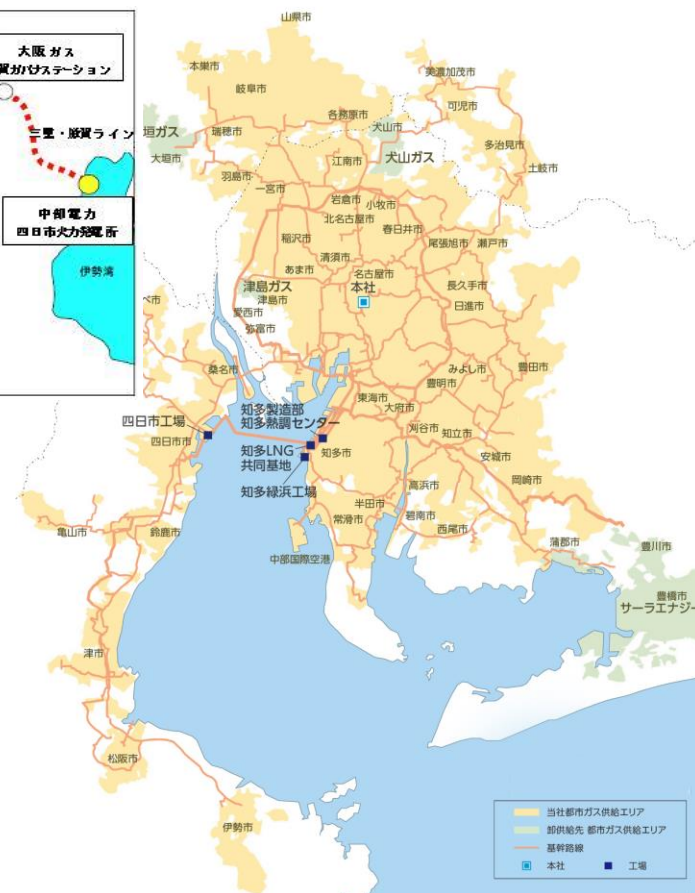 大阪ガス
賀ガバナステーション
三重・滋賀ライン
中部電力
四日市火力発電所
伊勢湾
山県市
本巣市
岐阜市
美濃加茂市
各務原市
可児市
垣ガス
瑞穂市
犬山市
大垣市
江南市
犬山ガス
多治見市
土岐市
羽島市
一宮市
岩倉市
小牧市
北名古屋市
春日井市
稲沢市
尾張旭市
瀬戸市
清須市
あま市
名古屋市
長久手市
津島ガス
本社
津島市
日進市
愛西市
べ市
弥富市
みよし市
豊田市
桑名市
豊明市
東海市
大府市
知多製造部
知多熱調センター
四日市工場
刈谷市
知立市
四日市市
知多LNG
共同基地
知多市
安城市
岡崎市
知多緑浜工場
高浜市
半田市
碧南市
常滑市
西尾市
亀山市
鈴鹿市
蒲郡市
豊川市
中部国際空港
豊橋市
サーラエナジー
津市
松阪市
伊勢市
当社都市ガス供給エリア
卸供給先 都市ガス供給エリア
基幹路線
本社
工場